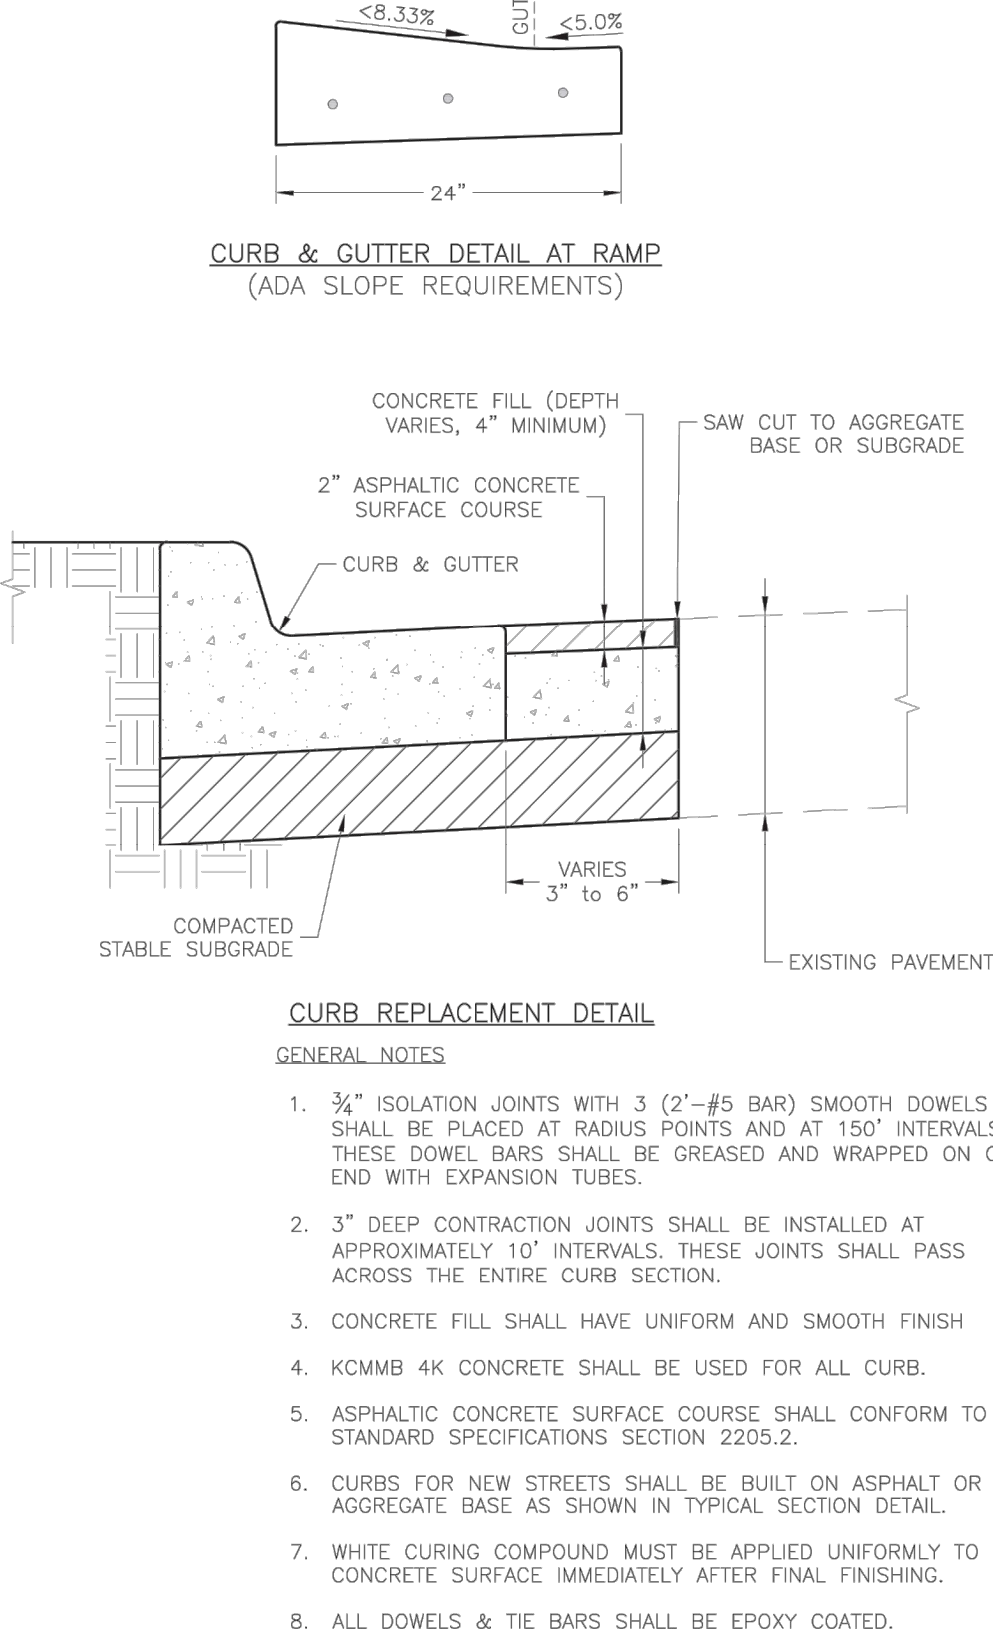 <8.33%
<5.0%
24"
CURB & GUTTER DETAIL AT RAMP
(ADA SLOPE REQUIREMENTS)
CONCRETE FILL (DEPTH
VARIES, 4" MINIMUM)
SAW CUT TO AGGREGATE
BASE OR SUBGRADE
2" ASPHALTIC CONCRETE
SURFACE COURSE
CURB & GUTTER
VARIES
3" to 6"
COMPACTED
STABLE SUBGRADE
EXISTING PAVEMENT
CURB REPLACEMENT DETAIL
GENERAL NOTES
1. ¾" ISOLATION JOINTS WITH 3 (2'-#5 BAR) SMOOTH DOWELS
SHALL BE PLACED AT RADIUS POINTS AND AT 150' INTERVALS
THESE DOWEL BARS SHALL BE GREASED AND WRAPPED ON
END WITH EXPANSION TUBES.
2. 3" DEEP CONTRACTION JOINTS SHALL BE INSTALLED AT
APPROXIMATELY 10' INTERVALS. THESE JOINTS SHALL PASS
ACROSS THE ENTIRE CURB SECTION.
3. CONCRETE FILL SHALL HAVE UNIFORM AND SMOOTH FINISH
4. KCMMB 4K CONCRETE SHALL BE USED FOR ALL CURB.
5. ASPHALTIC CONCRETE SURFACE COURSE SHALL CONFORM TO
STANDARD SPECIFICATIONS SECTION 2205.2.
6. CURBS FOR NEW STREETS SHALL BE BUILT ON ASPHALT OR
AGGREGATE BASE AS SHOWN IN TYPICAL SECTION DETAIL.
7. WHITE CURING COMPOUND MUST BE APPLIED UNIFORMLY TO
CONCRETE SURFACE IMMEDIATELY AFTER FINAL FINISHING.
8. ALL DOWELS & TIE BARS SHALL BE EPOXY COATED.